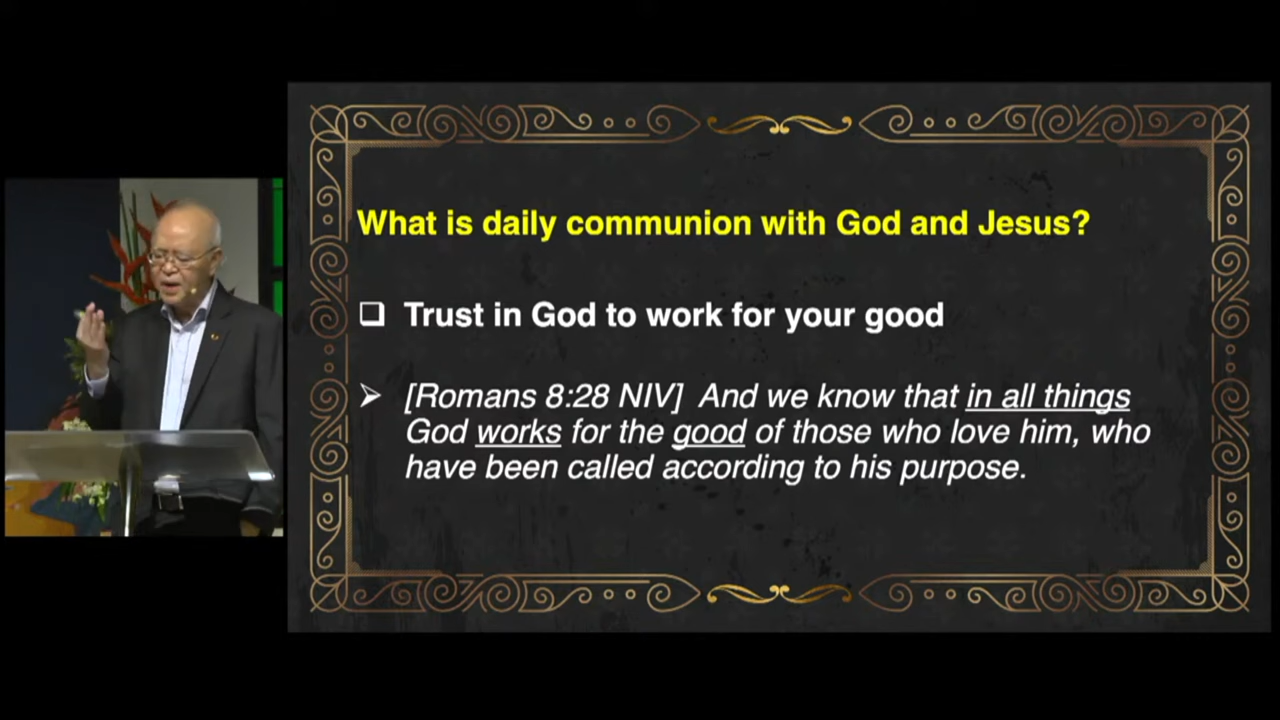 What is daily communion with God and Jesus?
❑ Trust in God to work for your good
➢ [Romans 8:28 NIV] And we know that in all things
God works for the good of those who love him, who
have been called according to his purpose.